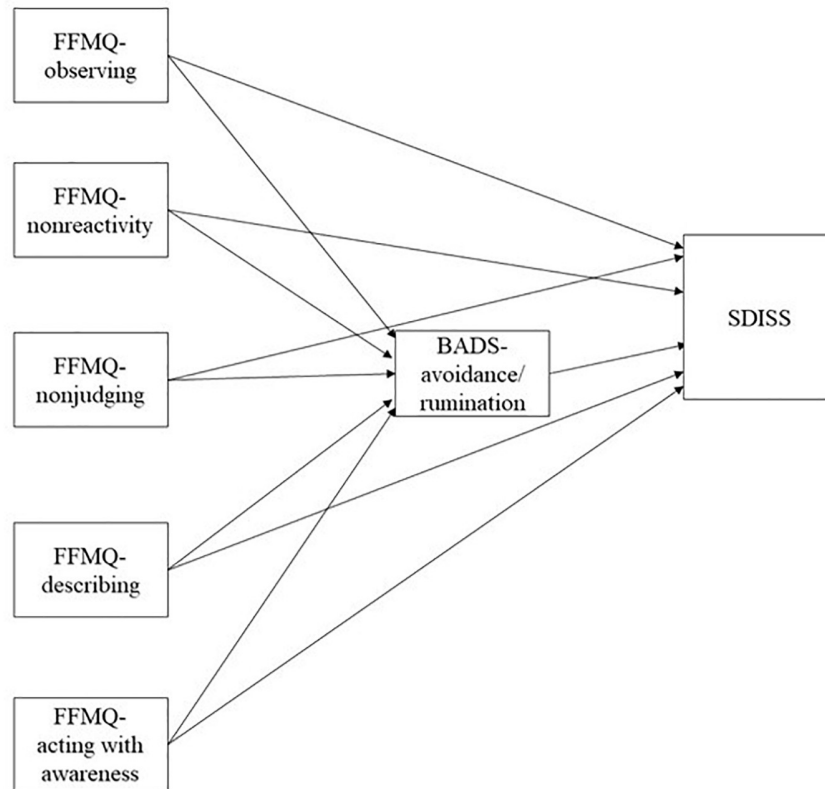 FFMQ-
observing
FFMQ-
nonreactivity
FFMQ-
nonjudging
FFMQ-
describing
FFMQ-
acting with
awareness
BADS-
avoidance/
rumination
SDISS